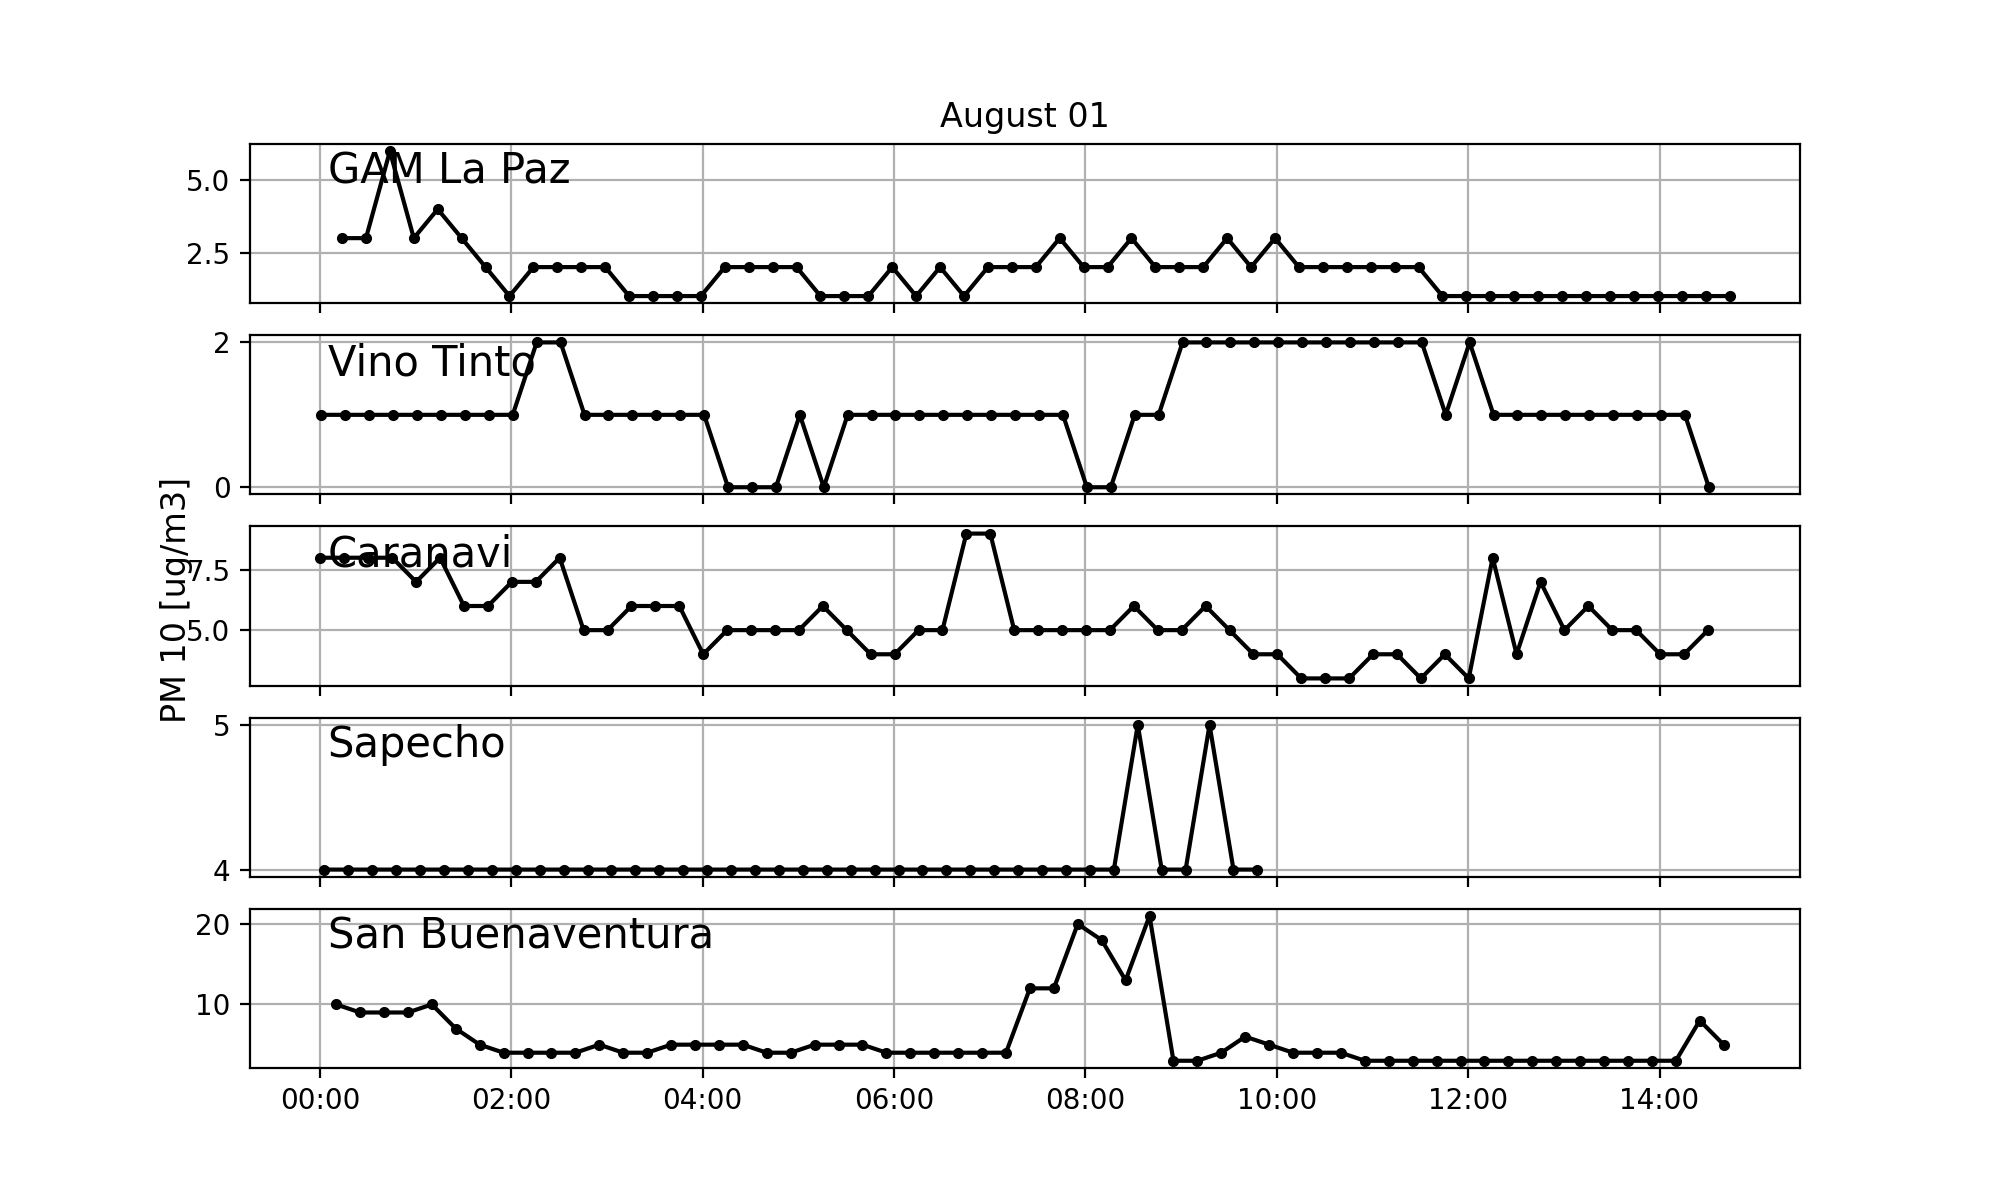 August 01
GAM La Paz
5.0
2.5
Vino Tinto
2
0
PM 10 [ug/m3]
Caranavi
7.5
5.0
Sapecho
5
4
San Buenaventura
20
10
00:00 02:00 04:00 06:00 08:00 10:00 12:00 14:00